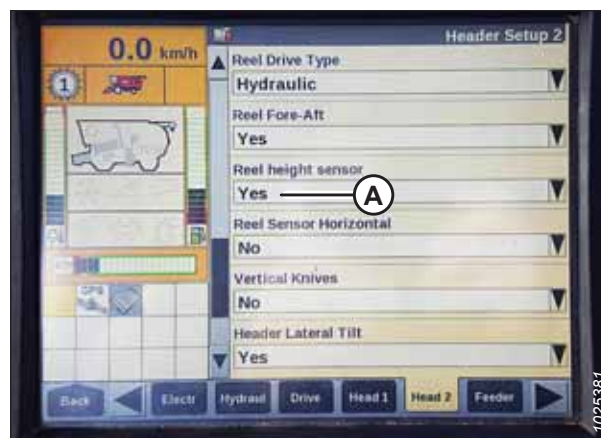 0.0 km/h
Header Setup 2
1
Reel Drive Type
Hydraulic
Reel Fore-Aft
Yes
Reel height sensor
Yes
A
Reel Sensor Horizontal
No
Vertical Knives
No
Header Lateral Tilt
Yes
Back
Electr
Hydraul
Drive
Head 1
Head 2
Feeder
1025381